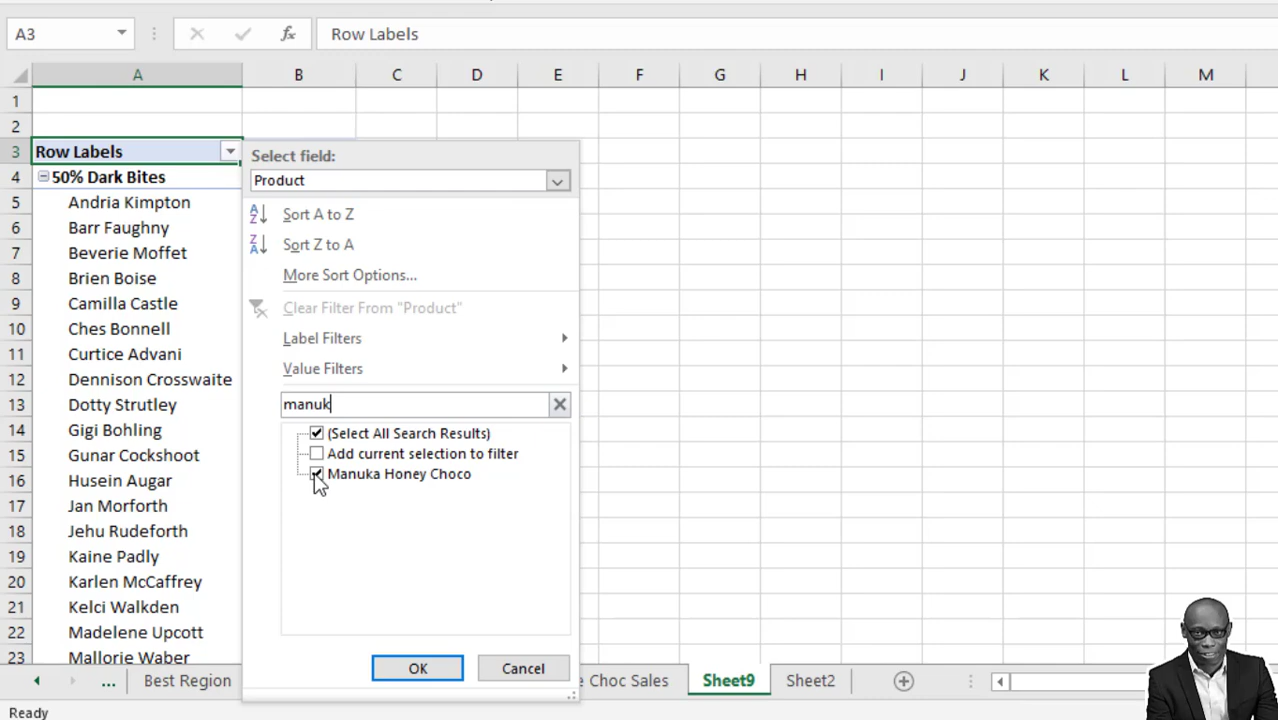 A3
fx
Row Labels
A B C D E F G H I J K L M
1
2
3 Row Labels
4 50% Dark Bites
5 Andria Kimpton
6 Barr Faughny
7 Beverie Moffet
8 Brien Boise
9 Camilla Castle
10 Ches Bonnell
11 Curtice Advani
12 Dennison Crosswaite
13 Dotty Strutley
14 Gigi Bohling
15 Gunar Cockshoot
16 Husein Augar
17 Jan Morforth
18 Jehu Rudeforth
19 Kaine Padly
20 Karlen McCaffrey
21 Kelci Walkden
22 Madelene Upcott
23 Mallorie Waber
Select field:
Product
Sort A to Z
Sort Z to A
More Sort Options...
Clear Filter From "Product"
Label Filters
Value Filters
manuk
(Select All Search Results)
Add current selection to filter
Manuka Honey Choco
OK Cancel
... Best Region e Choc Sales Sheet9 Sheet2
Ready